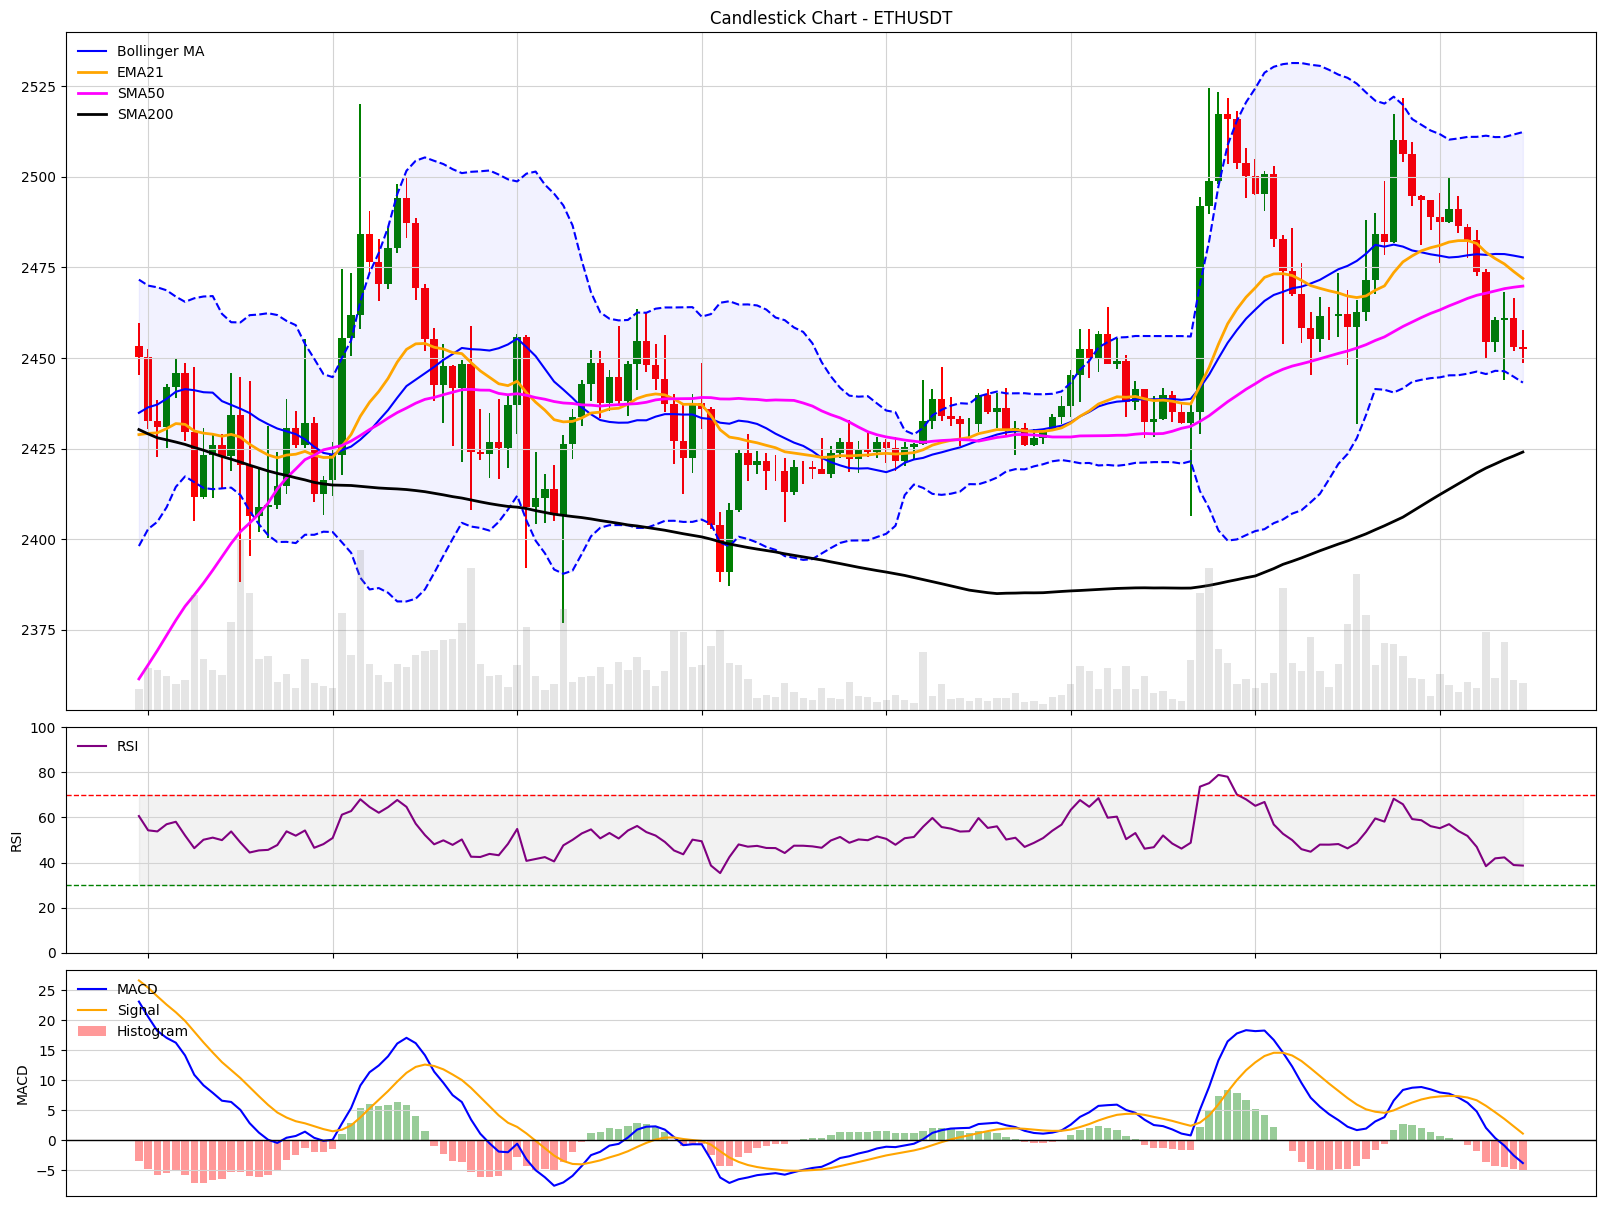 Candlestick Chart - ETHUSDT
Bollinger MA
EMA21
SMA50
SMA200
2525
2500
2475
2450
2425
2400
2375
RSI
100
80
60
40
20
0
RSI
MACD
Signal
Histogram
25
20
15
10
5
0
−5
MACD